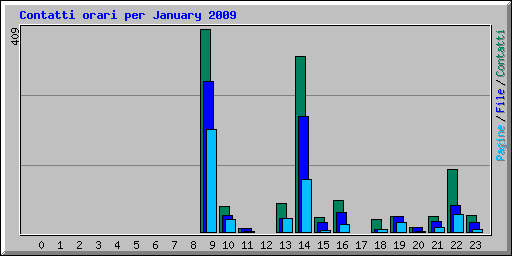 Contatti orari per January 2009
409
Pagine / File / Contatti
0 1 2 3 4 5 6 7 8 9 10 11 12 13 14 15 16 17 18 19 20 21 22 23